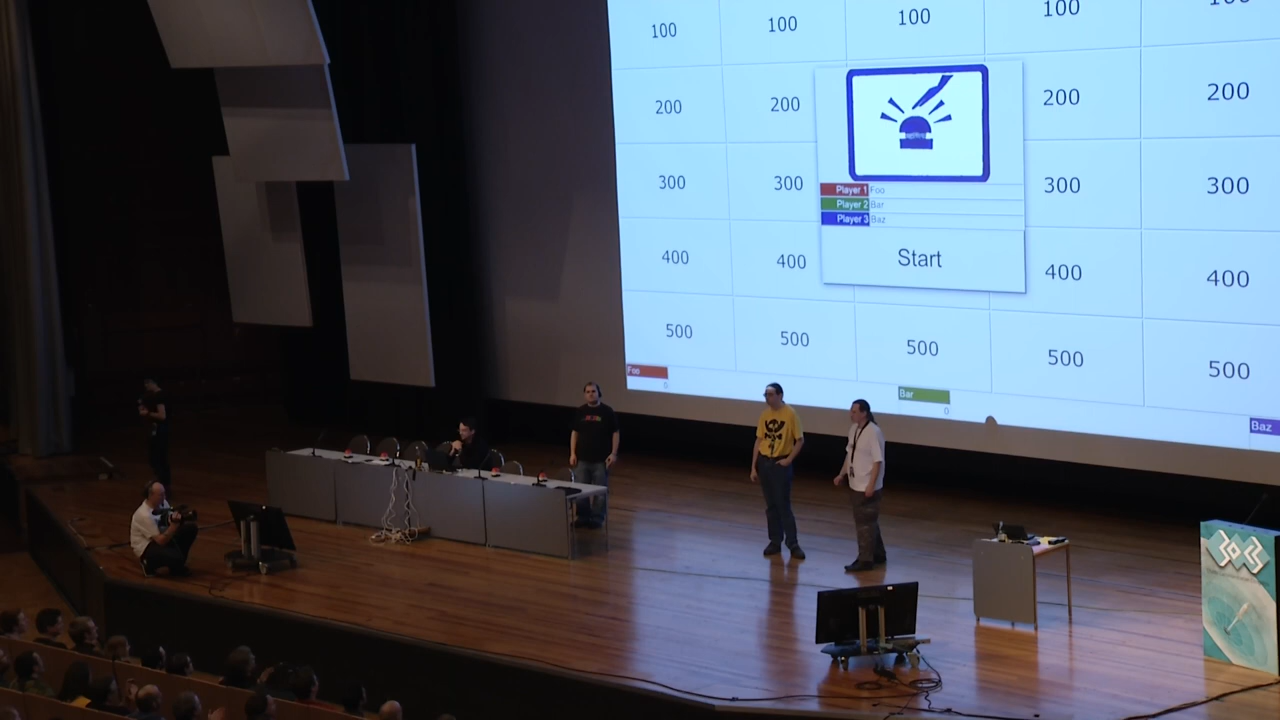 100 100 100 100
200 200 200 200
300 300 300 300
Player 1 Foo
Player 2 Bar
Player 3 Baz
Start
400 400 400 400
500 500 500 500 500
Foo
0
Bar
0
Baz
30C3